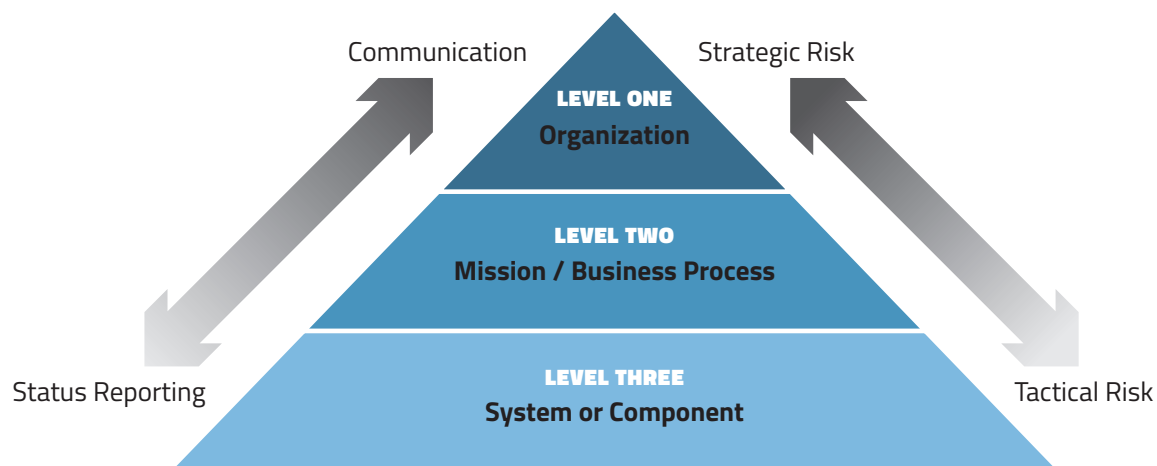 Communication
Strategic Risk
LEVEL ONE
Organization
LEVEL TWO
Mission / Business Process
LEVEL THREE
System or Component
Status Reporting
Tactical Risk